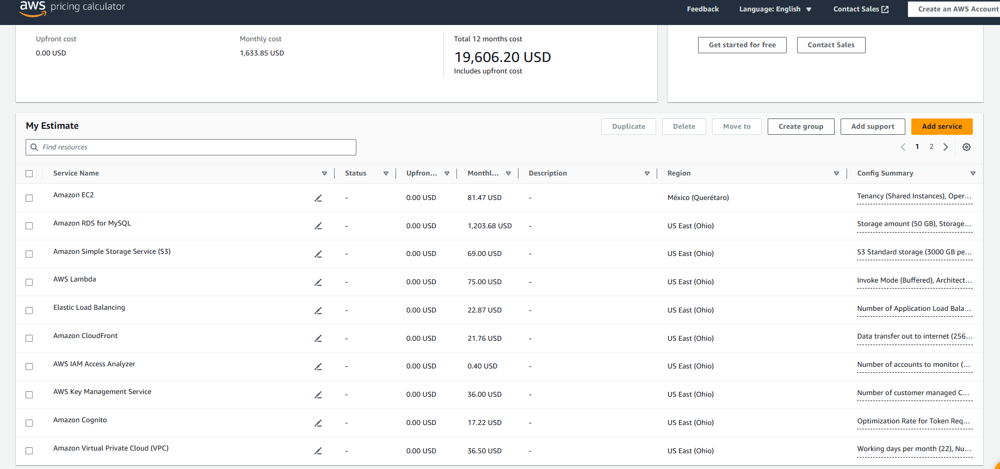 aws pricing calculator Feedback Language: English Contact Sales Create an AWS Account
Upfront cost Monthly cost Total 12 months cost
0.00 USD 1,633.85 USD 19,606.20 USD
Includes upfront cost
Get started for free Contact Sales
My Estimate Duplicate Delete Move to Create group Add support Add service
Find resources 1 2
Service Name Status Upfron... Monthl... Description Region Config Summary
Amazon EC2 - 0.00 USD 81.47 USD - México (Querétaro) Tenancy (Shared Instances), Oper...
Amazon RDS for MySQL - 0.00 USD 1,203.68 USD - US East (Ohio) Storage amount (50 GB), Storage...
Amazon Simple Storage Service (S3) - 0.00 USD 69.00 USD - US East (Ohio) S3 Standard storage (3000 GB pe...
AWS Lambda - 0.00 USD 75.00 USD - US East (Ohio) Invoke Mode (Buffered), Architect...
Elastic Load Balancing - 0.00 USD 22.87 USD - US East (Ohio) Number of Application Load Bala...
Amazon CloudFront - 0.00 USD 21.76 USD - US East (Ohio) Data transfer out to internet (256...
AWS IAM Access Analyzer - 0.00 USD 0.40 USD - US East (Ohio) Number of accounts to monitor (...
AWS Key Management Service - 0.00 USD 36.00 USD - US East (Ohio) Number of customer managed C...
Amazon Cognito - 0.00 USD 17.22 USD - US East (Ohio) Optimization Rate for Token Req...
Amazon Virtual Private Cloud (VPC) - 0.00 USD 36.50 USD - US East (Ohio) Working days per month (22), Nu...